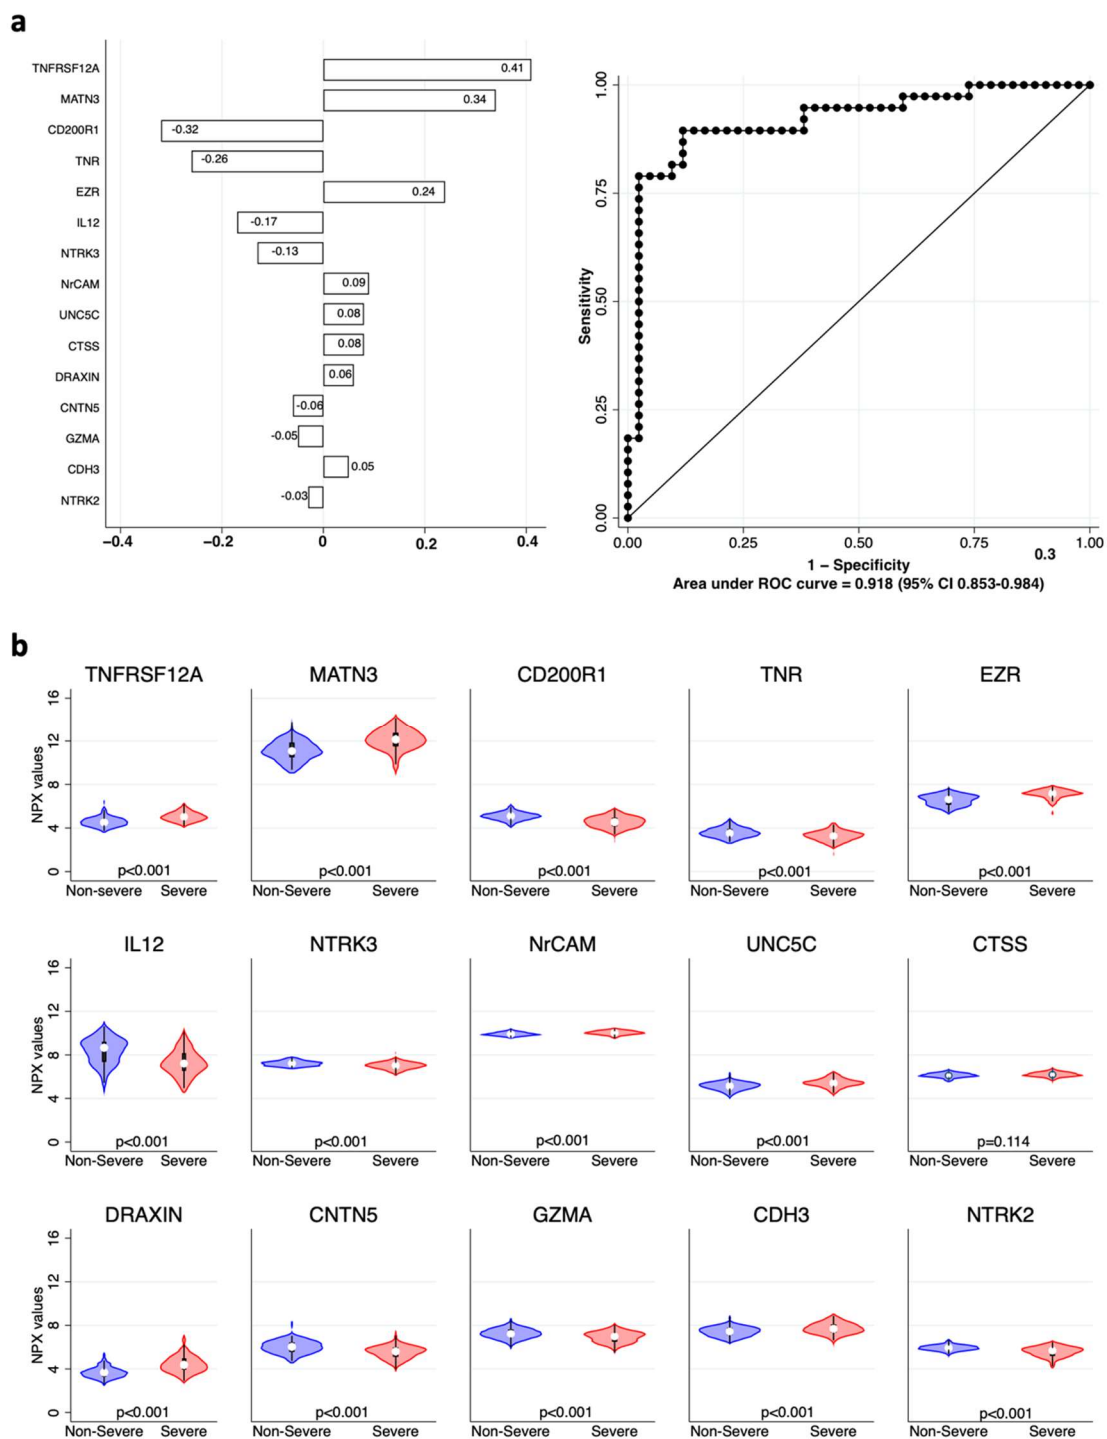 a
TNFRSF12A 0.41
MATN3 0.34
CD200R1 -0.32
TNR -0.26
EZR 0.24
IL12 -0.17
NTRK3 -0.13
NrCAM 0.09
UNC5C 0.08
CTSS 0.08
DRAXIN 0.06
CNTN5 -0.06
GZMA -0.05
CDH3 0.05
NTRK2 -0.03
−0.4 −0.2 0 0.2 0.4
Sensitivity
1.00
0.75
0.50
0.25
0.00
0.00 0.25 0.50 0.75 1.00
0.3
1 − Specificity
Area under ROC curve = 0.918 (95% CI 0.853-0.984)
b
TNFRSF12A MATN3 CD200R1 TNR EZR
NPX values
16
12
8
4
0
p<0.001 p<0.001 p<0.001 p<0.001 p<0.001
Non-Severe Severe Non-Severe Severe Non-Severe Severe Non-Severe Severe Non-Severe Severe
IL12 NTRK3 NrCAM UNC5C CTSS
NPX values
16
12
8
4
0
p<0.001 p<0.001 p<0.001 p<0.001 p=0.114
Non-Severe Severe Non-Severe Severe Non-Severe Severe Non-Severe Severe Non-Severe Severe
DRAXIN CNTN5 GZMA CDH3 NTRK2
NPX values
16
12
8
4
0
p<0.001 p<0.001 p<0.001 p<0.001 p<0.001
Non-Severe Severe Non-Severe Severe Non-Severe Severe Non-Severe Severe Non-Severe Severe